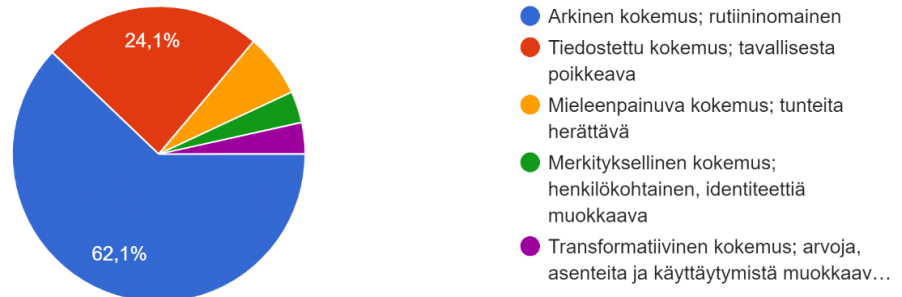 24,1%
62,1%
Arkinen kokemus; rutiininomainen
Tiedostettu kokemus; tavallisesta
poikkeava
Mieleenpainuva kokemus; tunteita
herättävä
Merkityksellinen kokemus;
henkilökohtainen, identiteettiä
muokkaava
Transformatiivinen kokemus; arvoja,
asenteita ja käyttäytymistä muokkaav…